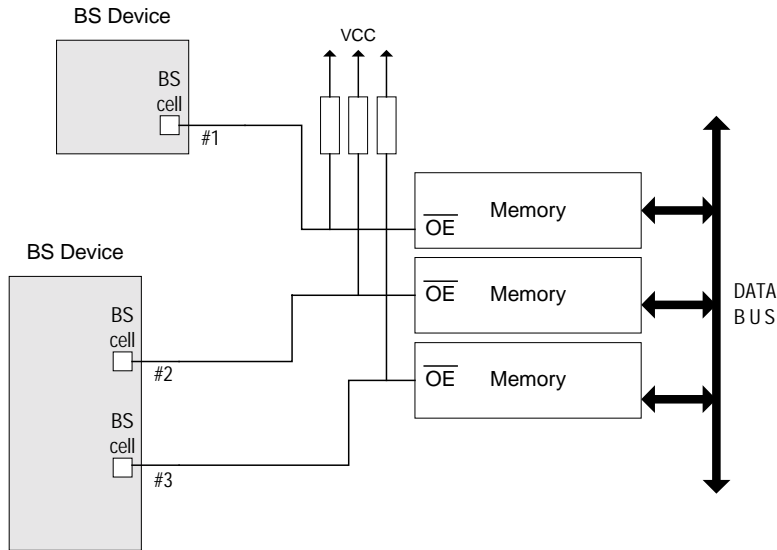 BS Device
BS
cell
#1
VCC
OE Memory
BS Device
BS
cell
#2
OE Memory
BS
cell
#3
OE Memory
DATA
BUS